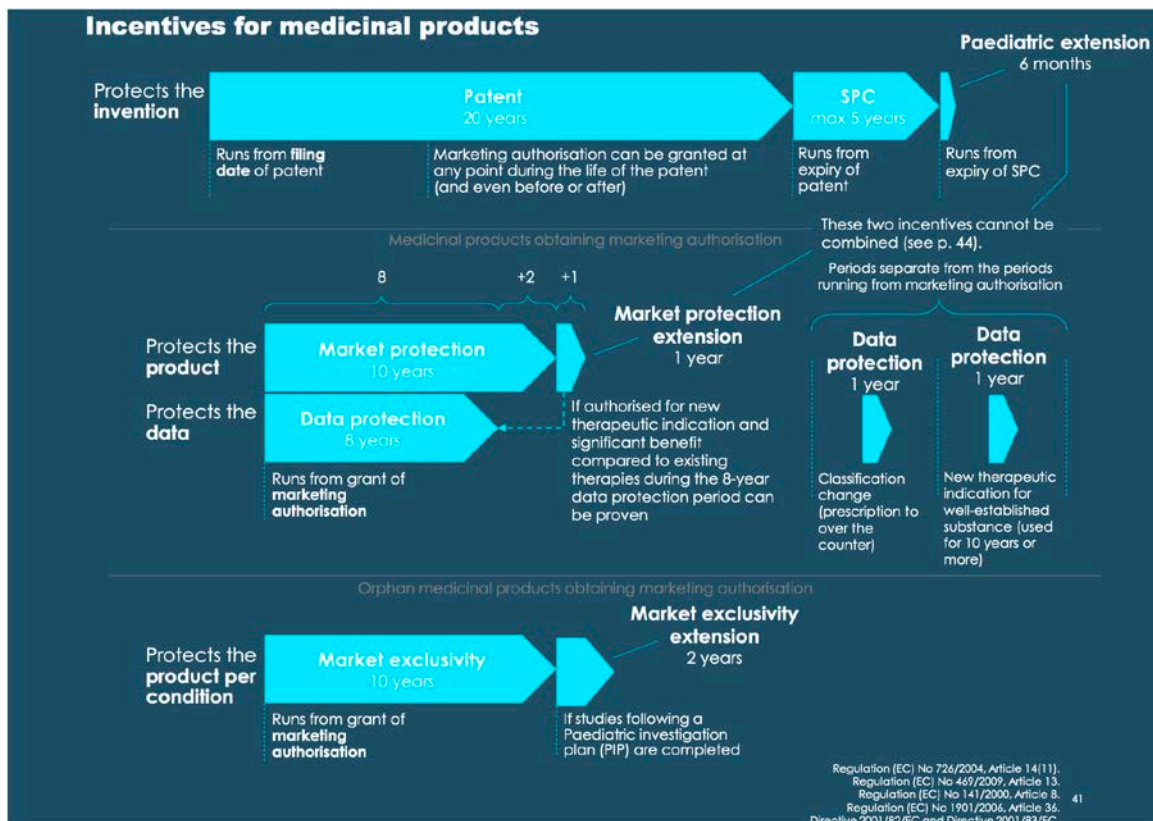 Incentives for medicinal products
Paediatric extension
6 months
Protects the
invention
Patent
20 years
SPC
max 5 years
Runs from filing
date of patent
Marketing authorisation can be granted at
any point during the life of the patent
(and even before or after)
Runs from
expiry of
patent
Runs from
expiry of SPC
These two incentives cannot be
combined (see p. 44).
Medicinal products obtaining marketing authorisation
8
+2
+1
Periods separate from the periods
running from marketing authorisation
Market protection
extension
1 year
Protects the
product
Market protection
10 years
Data
protection
1 year
Data
protection
1 year
Protects the
data
Data protection
8 years
If authorised for new
therapeutic indication and
significant benefit
compared to existing
therapies during the 8-year
data protection period can
be proven
Runs from grant of
marketing
authorisation
Classification
change
(prescription to
over the
counter)
New therapeutic
indication for
well-established
substance (used
for 10 years or
more)
Orphan medicinal products obtaining marketing authorisation
Market exclusivity
extension
2 years
Protects the
product per
condition
Market exclusivity
10 years
Runs from grant of
marketing
authorisation
If studies following a
Paediatric investigation
plan (PIP) are completed
Regulation (EC) No 726/2004, Article 14(11).
Regulation (EC) No 469/2009, Article 13.
Regulation (EC) No 141/2000, Article 8.
Regulation (EC) No 1901/2006, Article 36.
Directive 2001/82/EC and Directive 2001/83/EC
41